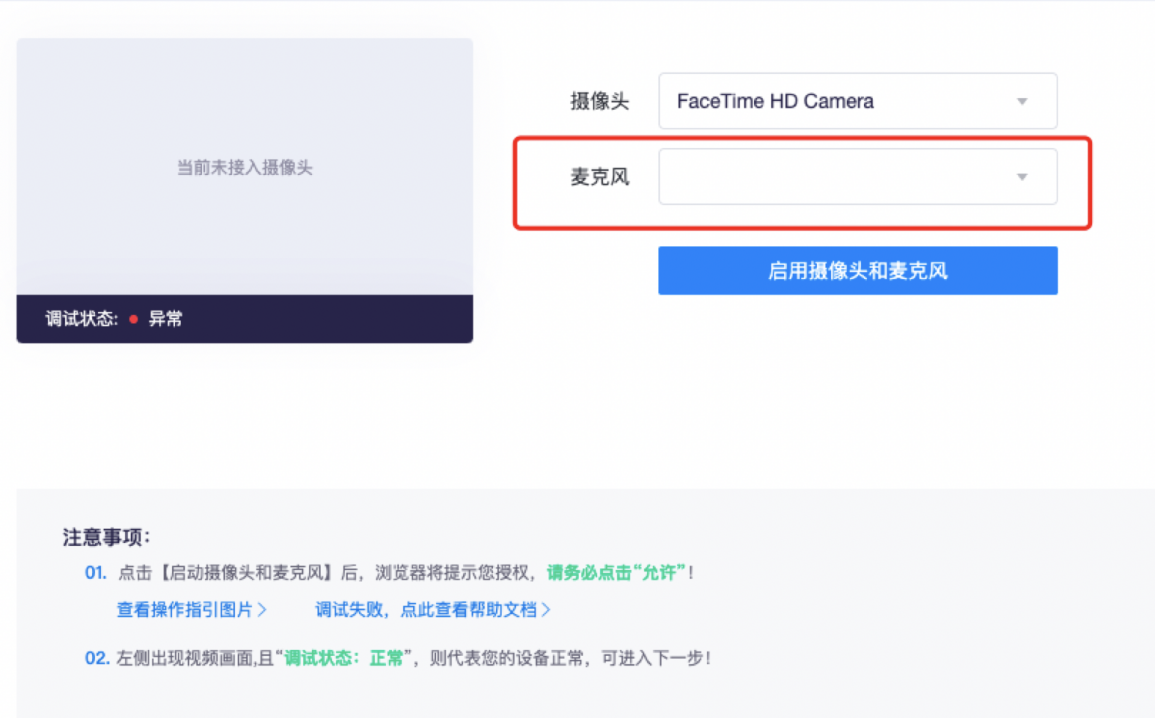 摄像头 FaceTime HD Camera
当前未接入摄像头
麦克风
启用摄像头和麦克风
调试状态: 异常
注意事项：
01. 点击【启动摄像头和麦克风】后，浏览器将提示您授权，请务必点击“允许”！
查看操作指引图片 调试失败，点此查看帮助文档
02. 左侧出现视频画面,且“调试状态：正常”，则代表您的设备正常，可进入下一步！